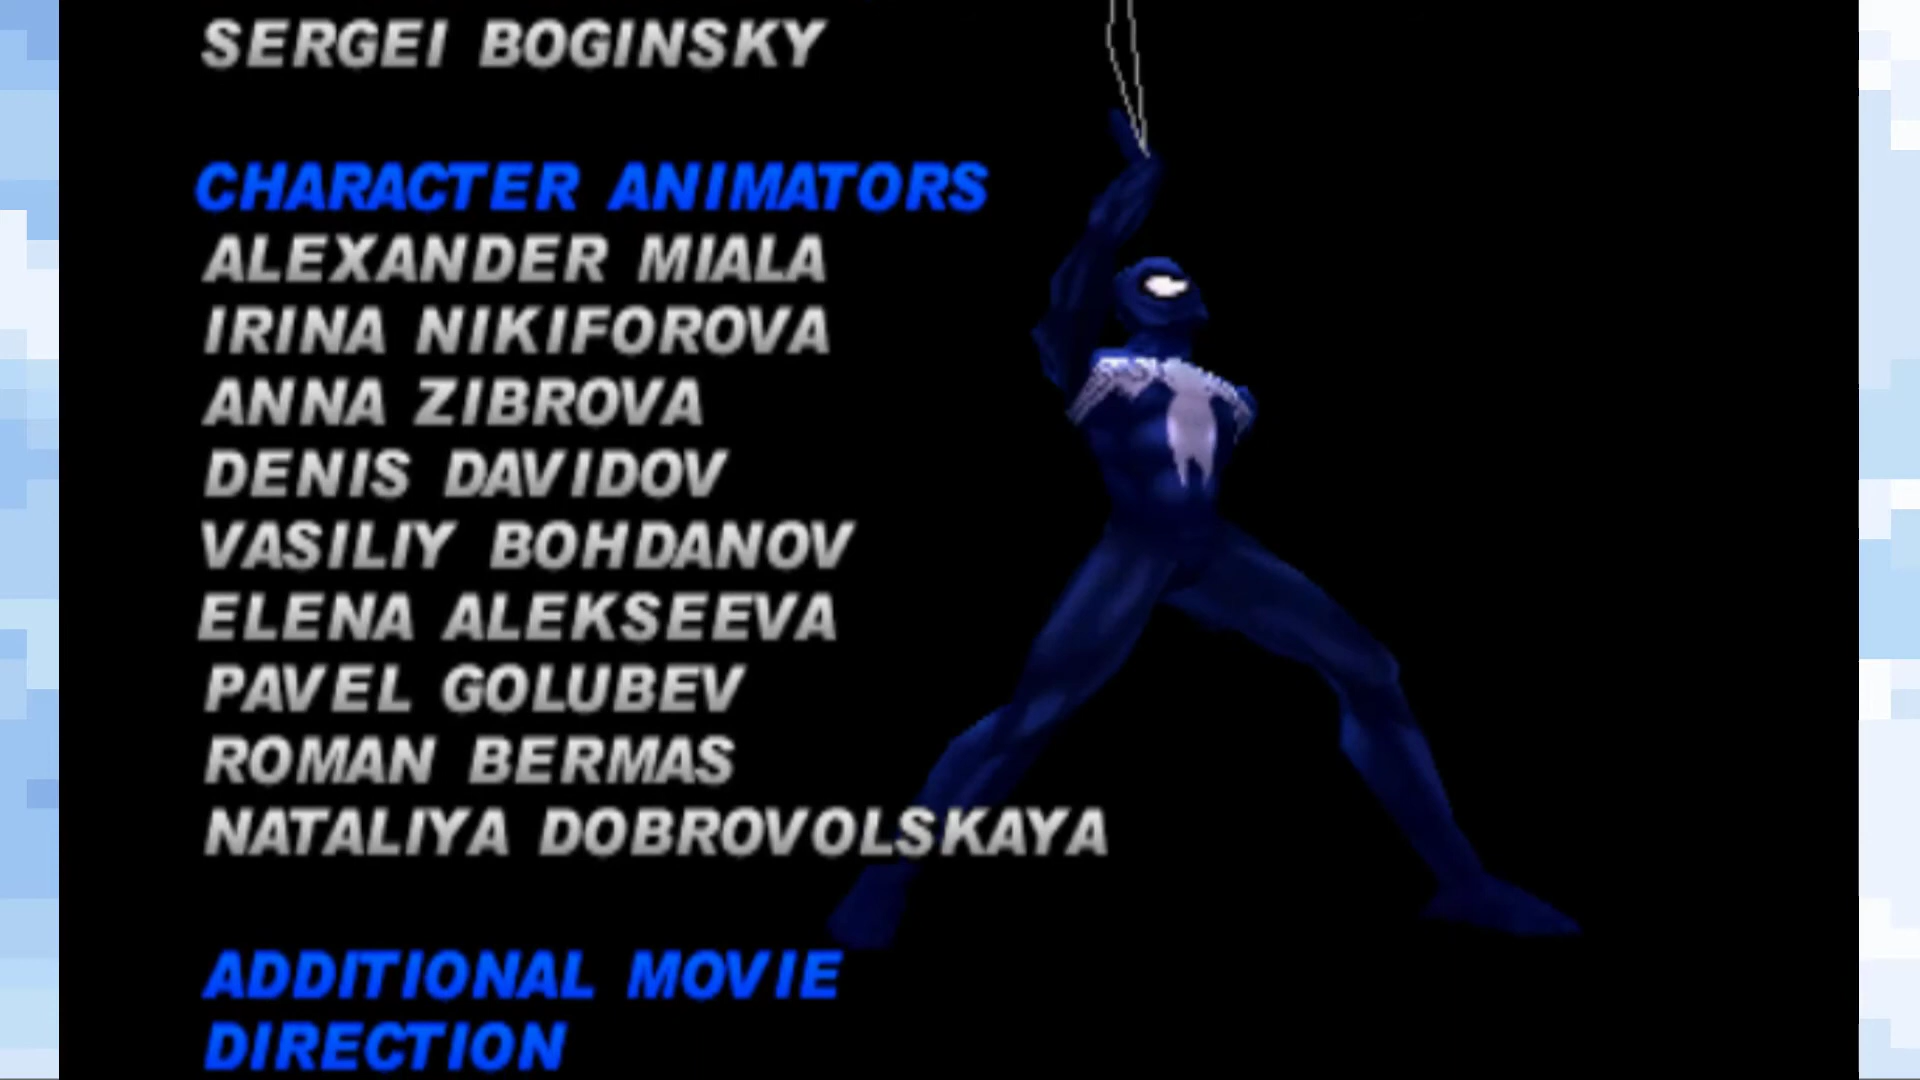 SERGEI BOGINSKY
CHARACTER ANIMATORS
ALEXANDER MIALA
IRINA NIKIFOROVA
ANNA ZIBROVA
DENIS DAVIDOV
VASILIY BOHDANOV
ELENA ALEKSEEVA
PAVEL GOLUBEV
ROMAN BERMAS
NATALIYA DOBROVOLSKAYA
ADDITIONAL MOVIE
DIRECTION